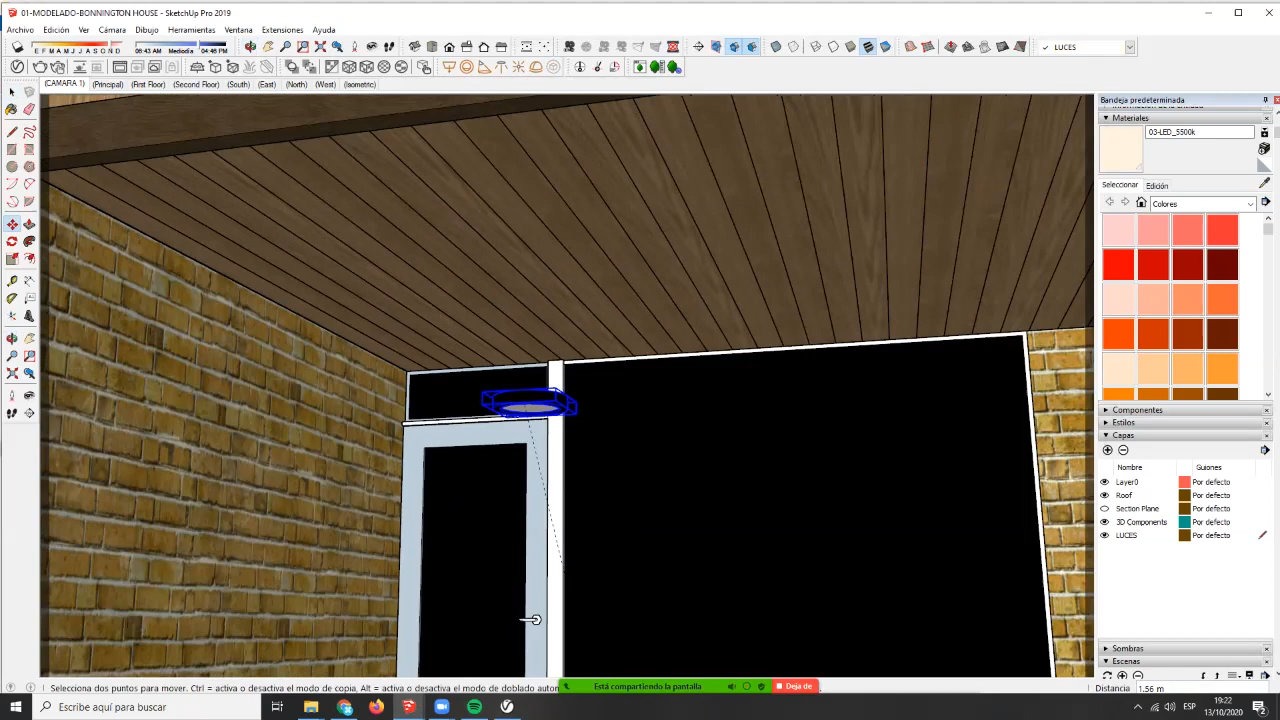 01-MODELADO-BONNINGTON HOUSE - SketchUp Pro 2019
Archivo Edición Ver Cámara Dibujo Herramientas Ventana Extensiones Ayuda
E F M A M J J A S O N D
06:43 AM Mediodía 04:46 PM
LUCES
(CAMARA 1) (Principal) (First Floor) (Second Floor) (South) (East) (North) (West) (Isometric)
Bandeja predeterminada
Materiales
03-LED_5500k
Seleccionar Edición
Colores
Componentes
Estilos
Capas
Nombre Guiones
Layer0 Por defecto
Roof Por defecto
Section Plane Por defecto
3D Components Por defecto
LUCES Por defecto
Sombras
Escenas
Selecciona dos puntos para mover. Ctrl = activa o desactiva el modo de copia, Alt = activa o desactiva el modo de doblado auton
Está compartiendo la pantalla
Deja de
Distancia 1.56 m
Escribe aquí para buscar
ESP
19:22
13/10/2020
2